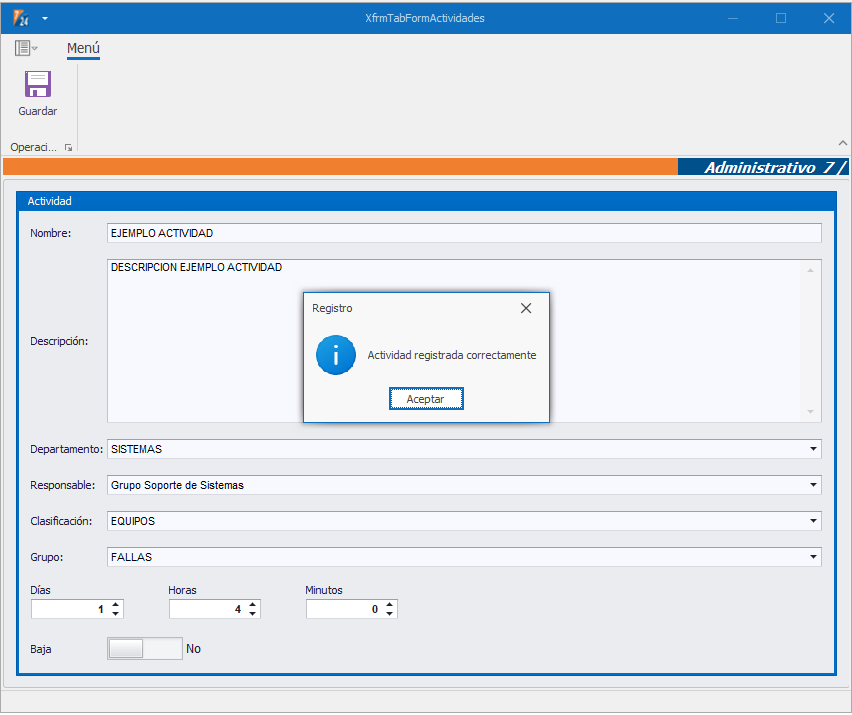 24
XfrmTabFormActividades
Menú
Guardar
Operaci...
Administrativo 7 /
Actividad
Nombre: EJEMPLO ACTIVIDAD
DESCRIPCION EJEMPLO ACTIVIDAD
Registro
Descripción:
Actividad registrada correctamente
Aceptar
Departamento: SISTEMAS
Responsable: Grupo Soporte de Sistemas
Clasificación: EQUIPOS
Grupo: FALLAS
Días Horas Minutos
1 4 0
Baja No